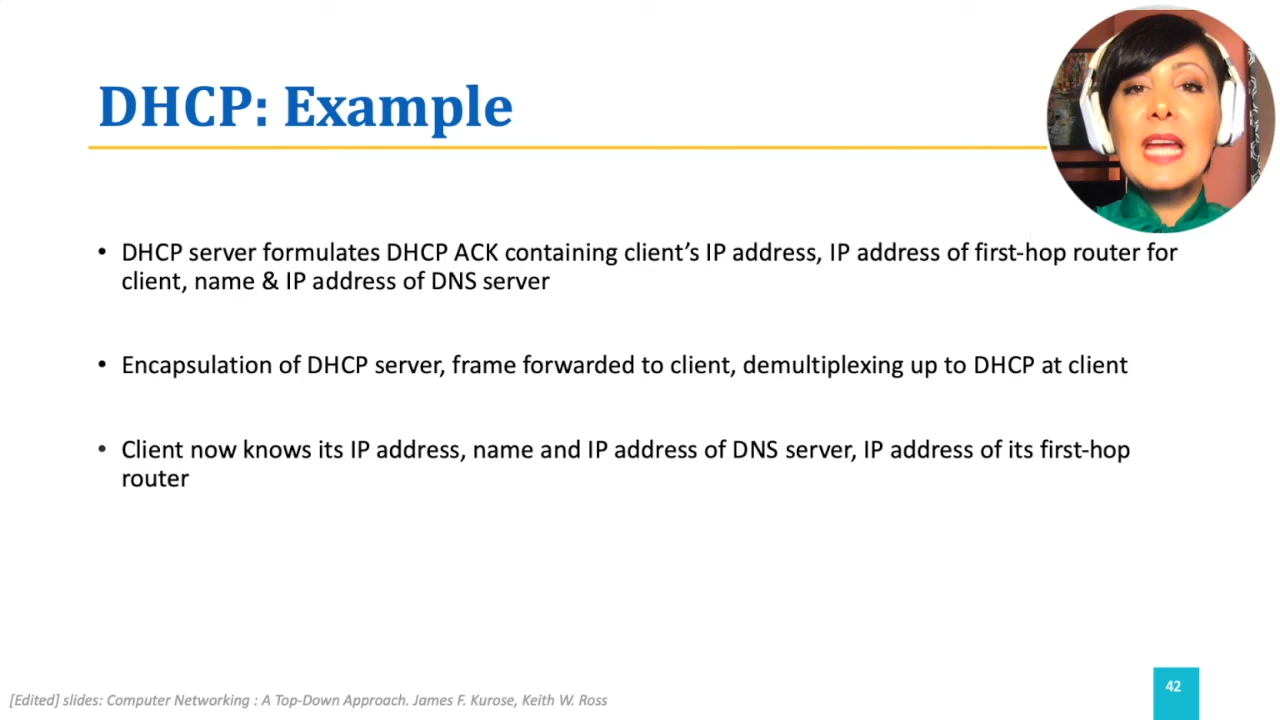 DHCP: Example
• DHCP server formulates DHCP ACK containing client’s IP address, IP address of first-hop router for
client, name & IP address of DNS server
• Encapsulation of DHCP server, frame forwarded to client, demultiplexing up to DHCP at client
• Client now knows its IP address, name and IP address of DNS server, IP address of its first-hop
router
[Edited] slides: Computer Networking : A Top-Down Approach. James F. Kurose, Keith W. Ross
42